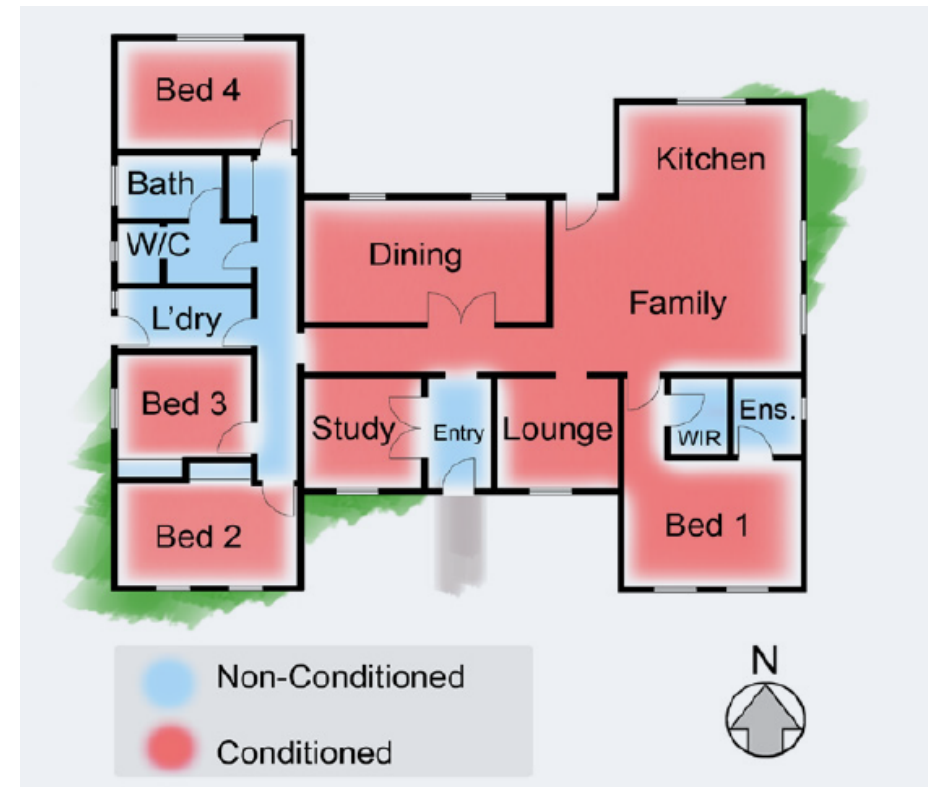 Bed 4
Kitchen
Bath
W/C
Dining
Family
L'dry
Bed 3
Study
Entry
Lounge
WIR
Ens.
Bed 2
Bed 1
N
Non-Conditioned
Conditioned